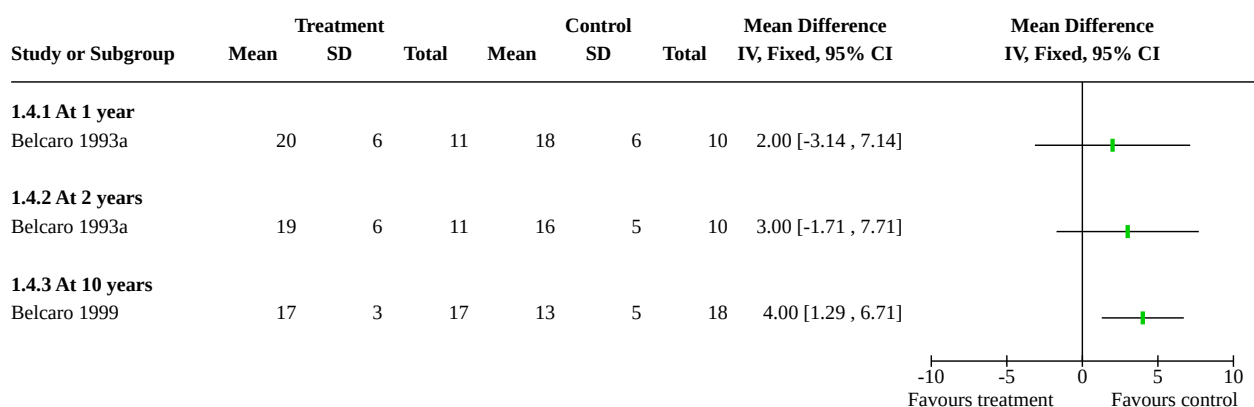 Treatment Control Mean Difference Mean Difference
Study or Subgroup Mean SD Total Mean SD Total IV, Fixed, 95% CI IV, Fixed, 95% CI
1.4.1 At 1 year
Belcaro 1993a 20 6 11 18 6 10 2.00 [-3.14 , 7.14]
1.4.2 At 2 years
Belcaro 1993a 19 6 11 16 5 10 3.00 [-1.71 , 7.71]
1.4.3 At 10 years
Belcaro 1999 17 3 17 13 5 18 4.00 [1.29 , 6.71]
-10 -5 0 5 10
Favours treatment Favours control